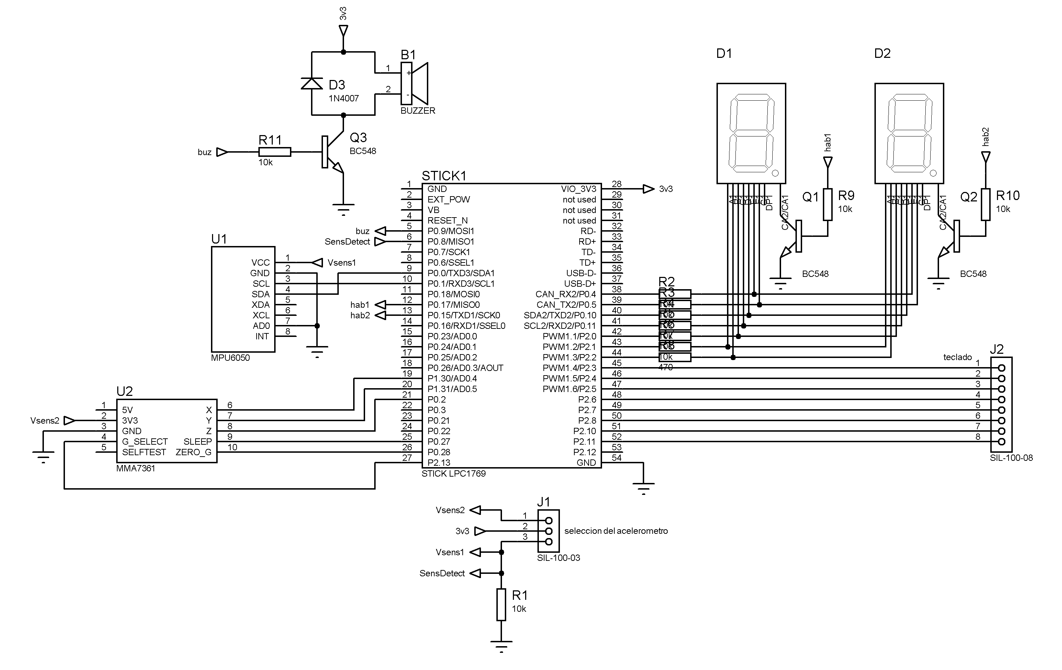 3v3
D3
1N4007
B1
1
2
+
-
BUZZER
R11
10k
buz
Q3
BC548
D1
D2
hab1
R9
10k
Q1
BC548
CA2/CA1
DP1
hab2
R10
10k
Q2
BC548
CA2/CA1
DP1
STICK1
1 GND
2 EXT_POW
3 VB
4 RESET_N
buz 5 P0.9/MOSI1
SensDetect 6 P0.8/MISO1
7 P0.7/SCK1
8 P0.6/SSEL1
9 P0.0/TXD3/SDA1
10 P0.1/RXD3/SCL1
11 P0.18/MOSI0
hab1 12 P0.17/MISO0
hab2 13 P0.15/TXD1/SCK0
14 P0.16/RXD1/SSEL0
15 P0.23/AD0.0
16 P0.24/AD0.1
17 P0.25/AD0.2
18 P0.26/AD0.3/AOUT
19 P1.30/AD0.4
20 P1.31/AD0.5
21 P0.2
22 P0.3
23 P0.21
24 P0.22
25 P0.27
26 P0.28
27 P2.13
VIO_3V3 28 3v3
not used 29
not used 30
not used 31
RD- 32
RD+ 33
TD- 34
TD+ 35
USB-D- 36
USB-D+ 37
CAN_RX2/P0.4 38
CAN_TX2/P0.5 39
SDA2/TXD2/P0.10 40
SCL2/RXD2/P0.11 41
PWM1.1/P2.0 42
PWM1.2/P2.1 43
PWM1.3/P2.2 44
PWM1.4/P2.3 45
PWM1.5/P2.4 46
PWM1.6/P2.5 47
P2.6 48
P2.7 49
P2.8 50
P2.10 51
P2.11 52
P2.12 53
GND 54
STICK LPC1769
R2
R3
10k
470
U1
VCC 1 Vsens1
GND 2
SCL 3
SDA 4
XDA 5
XCL 6
AD0 7
INT 8
MPU6050
U2
1 5V
Vsens2 2 3V3
3 GND
4 G_SELECT
5 SELFTEST
X 6
Y 7
Z 8
SLEEP 9
ZERO_G 10
MMA7361
teclado
J2
1
2
3
4
5
6
7
8
SIL-100-08
J1
Vsens2 1
3v3 2
3
seleccion del acelerometro
Vsens1
SIL-100-03
SensDetect
R1
10k